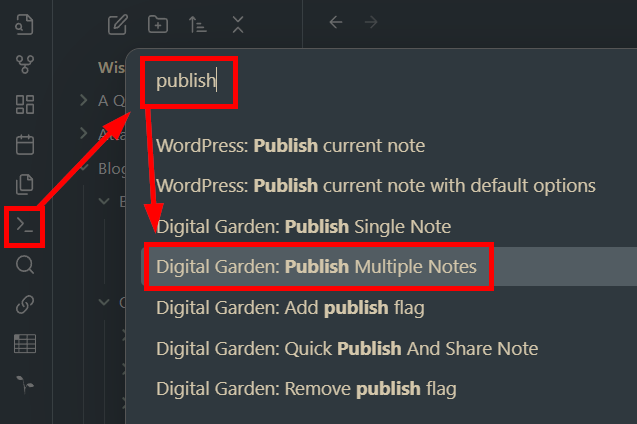 Wis
publish
A Q
Atta
Blog
WordPress: Publish current note
WordPress: Publish current note with default options
Digital Garden: Publish Single Note
Digital Garden: Publish Multiple Notes
Digital Garden: Add publish flag
Digital Garden: Quick Publish And Share Note
Digital Garden: Remove publish flag